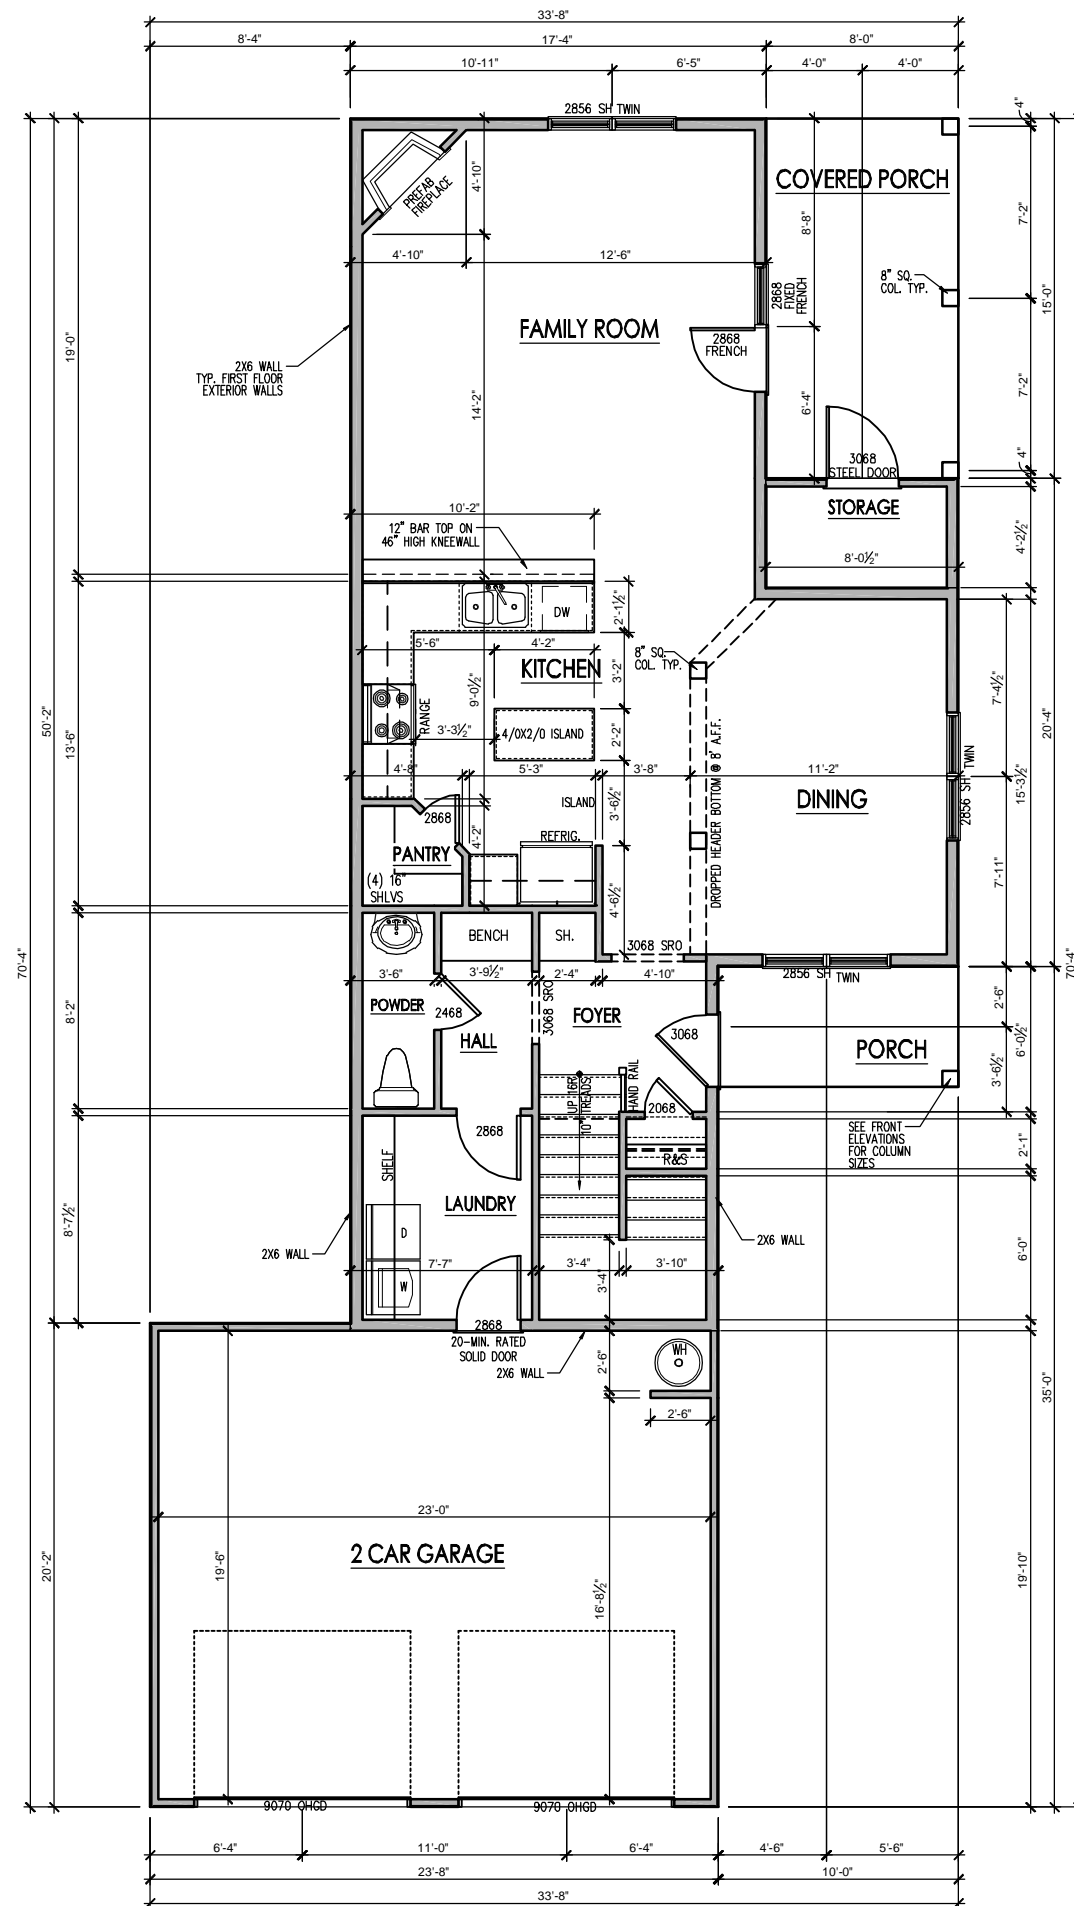 33'-8"
8'-4"
17'-4"
8'-0"
10'-11"
6'-5"
4'-0"
4'-0"
2856 SH TWIN
4"
PREFAB
FIREPLACE
4'-10"
COVERED PORCH
8'-8"
7'-2"
4'-10"
12'-6"
2868
FIXED
FRENCH
8" SQ.
COL. TYP.
15'-0"
FAMILY ROOM
2868
FRENCH
19'-0"
2X6 WALL
TYP. FIRST FLOOR
EXTERIOR WALLS
14'-2"
6'-4"
7'-2"
4"
3068
STEEL DOOR
STORAGE
10'-2"
12" BAR TOP ON
46" HIGH KNEEWALL
4'-2½"
8'-0½"
DW
2'-1½"
5'-6"
4'-2"
KITCHEN
8" SQ.
COL. TYP.
3'-2"
7'-4½"
9'-0½"
RANGE
3'-3½"
4/0X2/0 ISLAND
2'-2"
50'-2"
13'-6"
20'-4"
4'-8"
5'-3"
3'-8"
11'-2"
15'-3½"
2856 SH TWIN
DROPPED HEADER BOTTOM @ 8' A.F.F.
DINING
ISLAND
3'-6½"
2868
4'-2"
REFRIG.
PANTRY
(4) 16"
SHLVS
4'-6½"
7'-11"
BENCH
SH.
3068 SRO
70'-4"
70'-4"
3'-6"
3'-9½"
2'-4"
4'-10"
2856 SH TWIN
POWDER
2468
3068 SRO
FOYER
2'-6"
8'-2"
HALL
3068
PORCH
6'-0½"
3'-6½"
UP 16R
10" TREADS
HAND RAIL
2068
2868
SHELF
R&S
SEE FRONT
ELEVATIONS
FOR COLUMN
SIZES
2'-1"
LAUNDRY
8'-7½"
D
2X6 WALL
2X6 WALL
6'-0"
7'-7"
3'-4"
3'-10"
3'-4"
W
2868
20-MIN. RATED
SOLID DOOR
2X6 WALL
WH
2'-6"
2'-6"
35'-0"
23'-0"
2 CAR GARAGE
19'-6"
20'-2"
16'-8½"
19'-10"
9070 OHGD
9070 OHGD
6'-4"
11'-0"
6'-4"
4'-6"
5'-6"
23'-8"
10'-0"
33'-8"